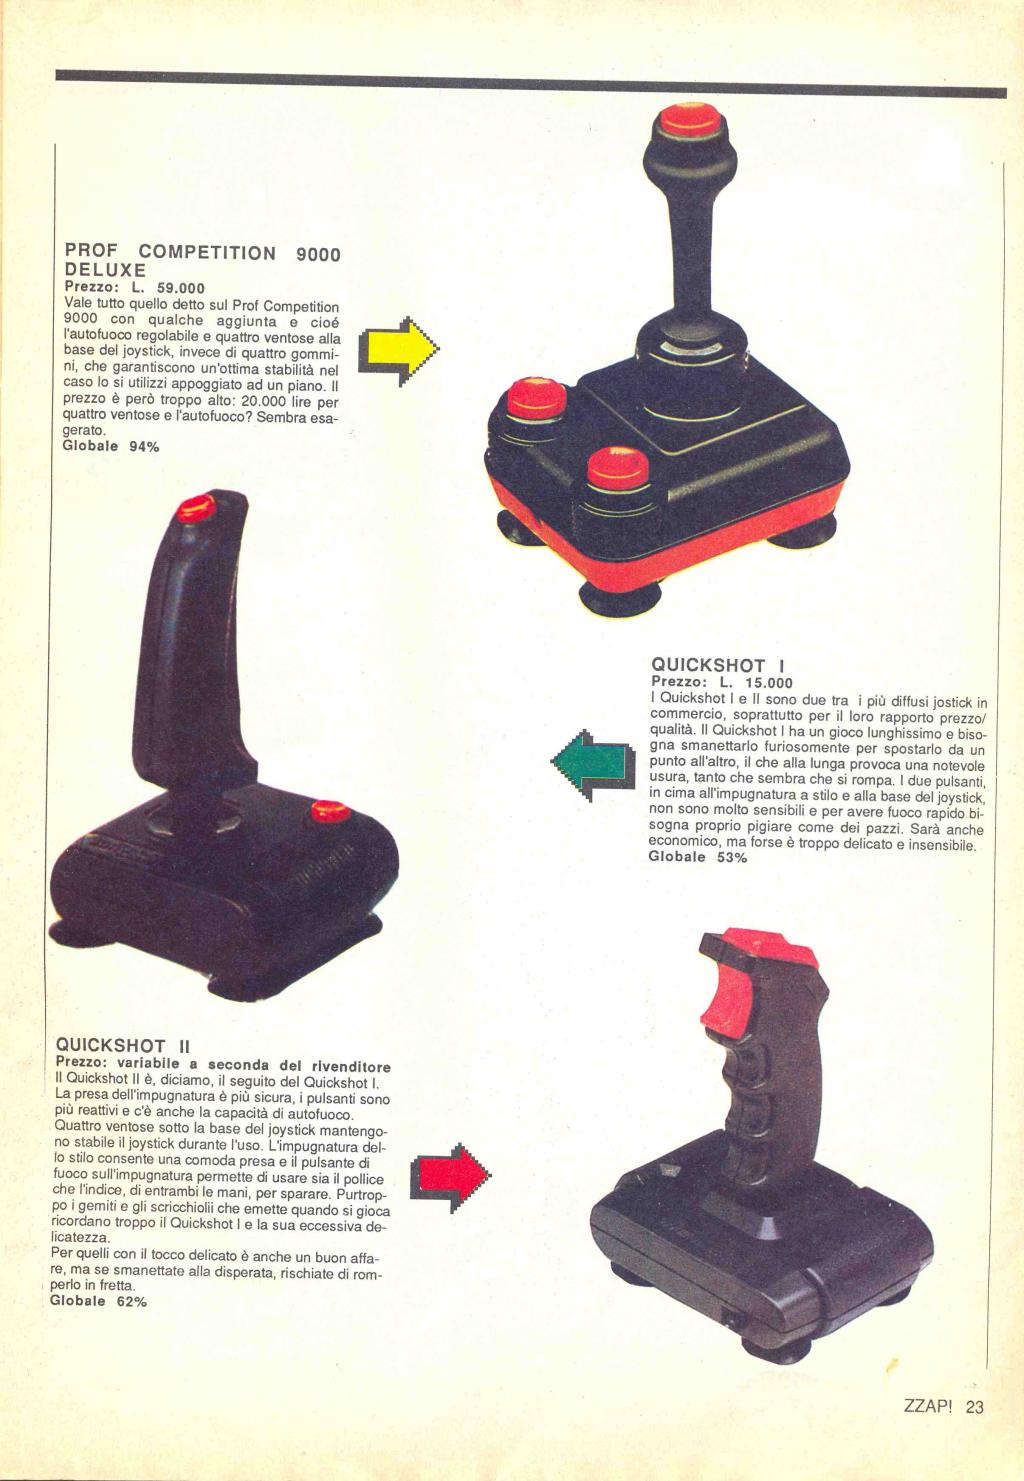 PROF COMPETITION 9000
DELUXE
Prezzo: L. 59.000
Vale tutto quello detto sul Prof Competition
9000 con qualche aggiunta e cioé
l'autofuoco regolabile e quattro ventose alla
base del joystick, invece di quattro gommi-
ni, che garantiscono un'ottima stabilità nel
caso lo si utilizzi appoggiato ad un piano. Il
prezzo è però troppo alto: 20.000 lire per
quattro ventose e l'autofuoco? Sembra esa-
gerato.
Globale 94%
QUICKSHOT I
Prezzo: L. 15.000
I Quickshot I e II sono due tra i più diffusi jostick in
commercio, soprattutto per il loro rapporto prezzo/
qualità. Il Quickshot I ha un gioco lunghissimo e biso-
gna smanettarlo furiosomente per spostarlo da un
punto all'altro, il che alla lunga provoca una notevole
usura, tanto che sembra che si rompa. I due pulsanti,
in cima all'impugnatura a stilo e alla base del joystick,
non sono molto sensibili e per avere fuoco rapido bi-
sogna proprio pigiare come dei pazzi. Sarà anche
economico, ma forse è troppo delicato e insensibile.
Globale 53%
QUICKSHOT II
Prezzo: variabile a seconda del rivenditore
Il Quickshot II è, diciamo, il seguito del Quickshot I.
La presa dell'impugnatura è più sicura, i pulsanti sono
più reattivi e c'è anche la capacità di autofuoco.
Quattro ventose sotto la base del joystick mantengo-
no stabile il joystick durante l'uso. L'impugnatura del-
lo stilo consente una comoda presa e il pulsante di
fuoco sull'impugnatura permette di usare sia il pollice
che l'indice, di entrambi le mani, per sparare. Purtrop-
po i gemiti e gli scricchiolii che emette quando si gioca
ricordano troppo il Quickshot I e la sua eccessiva de-
licatezza.
Per quelli con il tocco delicato è anche un buon affa-
re, ma se smanettate alla disperata, rischiate di rom-
perlo in fretta.
Globale 62%
ZZAP! 23